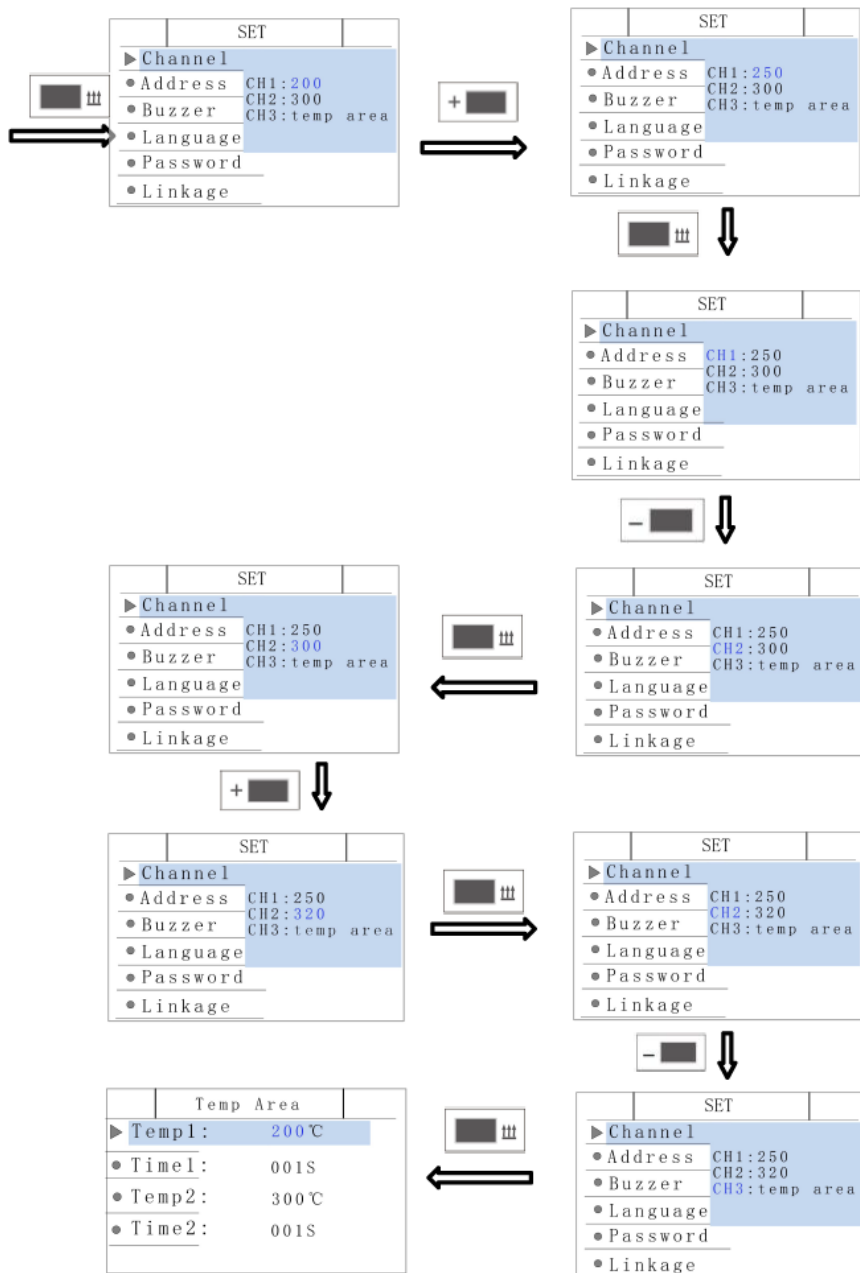 SET
Channel
Address CH1:200
CH2:300
Buzzer CH3:temp area
Language
Password
Linkage
+
SET
Channel
Address CH1:250
CH2:300
Buzzer CH3:temp area
Language
Password
Linkage
SET
Channel
Address CH1:250
CH2:300
Buzzer CH3:temp area
Language
Password
Linkage
−
SET
Channel
Address CH1:250
CH2:300
Buzzer CH3:temp area
Language
Password
Linkage
SET
Channel
Address CH1:250
CH2:300
Buzzer CH3:temp area
Language
Password
Linkage
+
SET
Channel
Address CH1:250
CH2:320
Buzzer CH3:temp area
Language
Password
Linkage
SET
Channel
Address CH1:250
CH2:320
Buzzer CH3:temp area
Language
Password
Linkage
−
SET
Channel
Address CH1:250
CH2:320
Buzzer CH3:temp area
Language
Password
Linkage
Temp Area
Temp1: 200℃
Time1: 001S
Temp2: 300℃
Time2: 001S